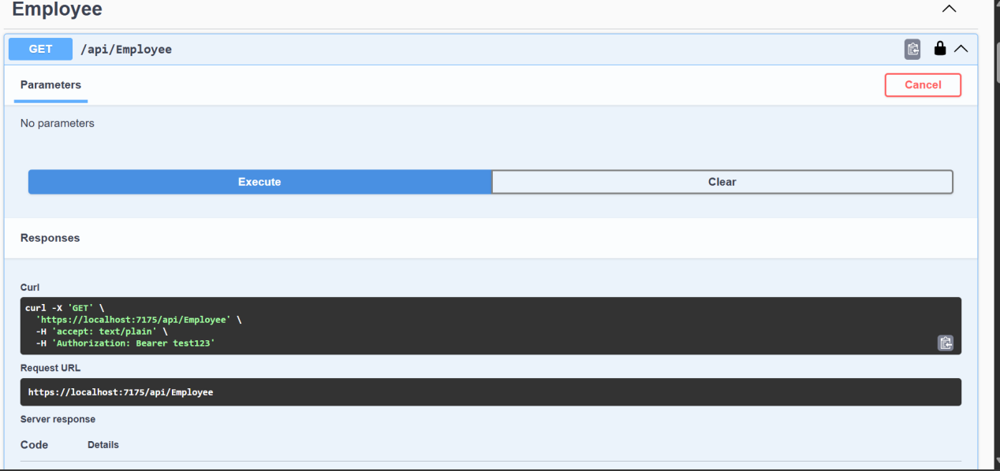 Employee
GET /api/Employee
Parameters
Cancel
No parameters
Execute
Clear
Responses
Curl
curl -X 'GET' \
  'https://localhost:7175/api/Employee' \
  -H 'accept: text/plain' \
  -H 'Authorization: Bearer test123'
Request URL
https://localhost:7175/api/Employee
Server response
Code Details